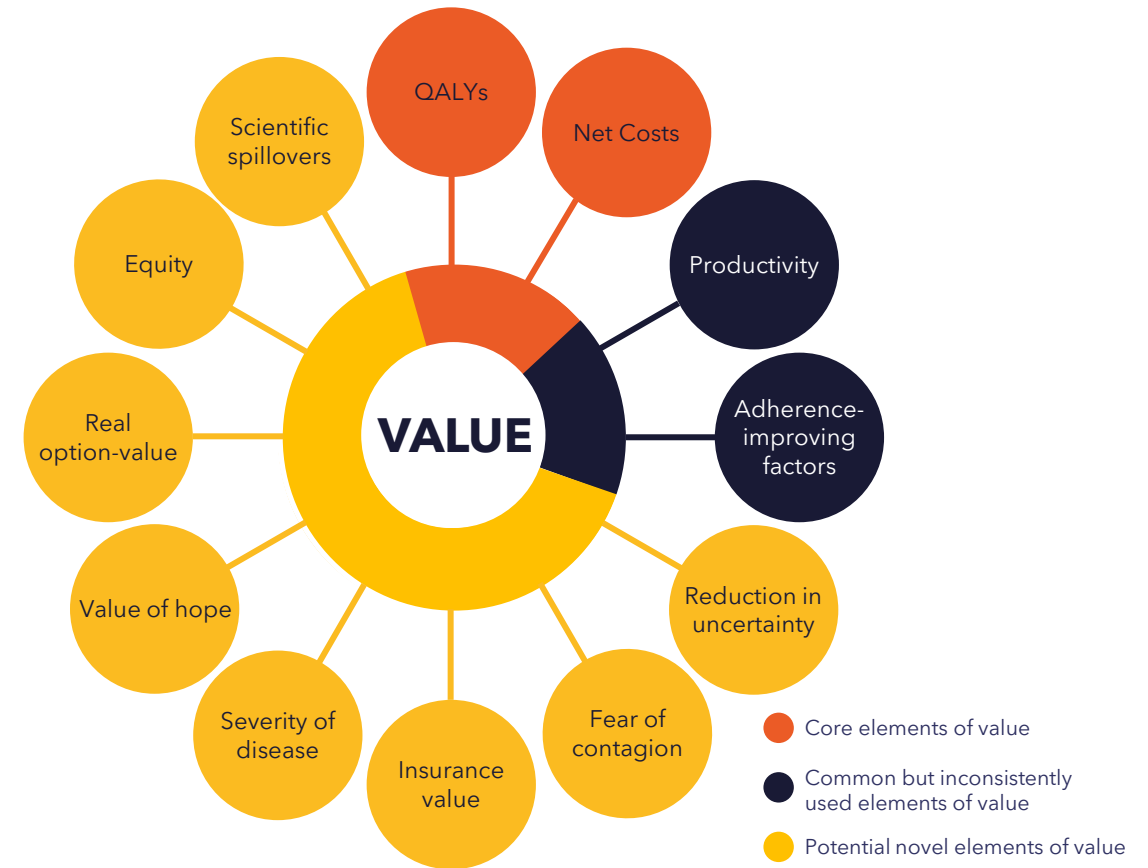 QALYs
Net Costs
Productivity
Adherence-
improving
factors
Reduction in
uncertainty
Fear of
contagion
Insurance
value
Severity of
disease
Value of hope
Real
option-value
Equity
Scientific
spillovers
VALUE
Core elements of value
Common but inconsistently
used elements of value
Potential novel elements of value